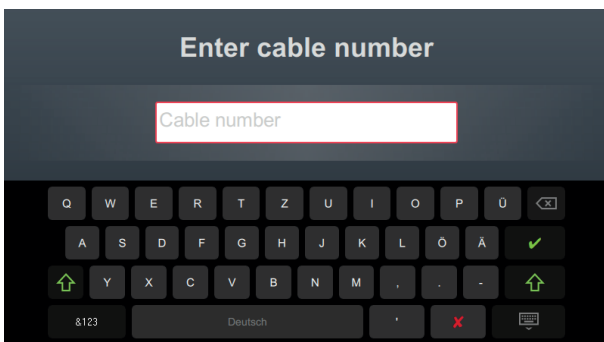 Enter cable number
Cable number
Q W E R T Z U I O P Ü
A S D F G H J K L Ö Ä
Y X C V B N M , . -
&123 Deutsch '